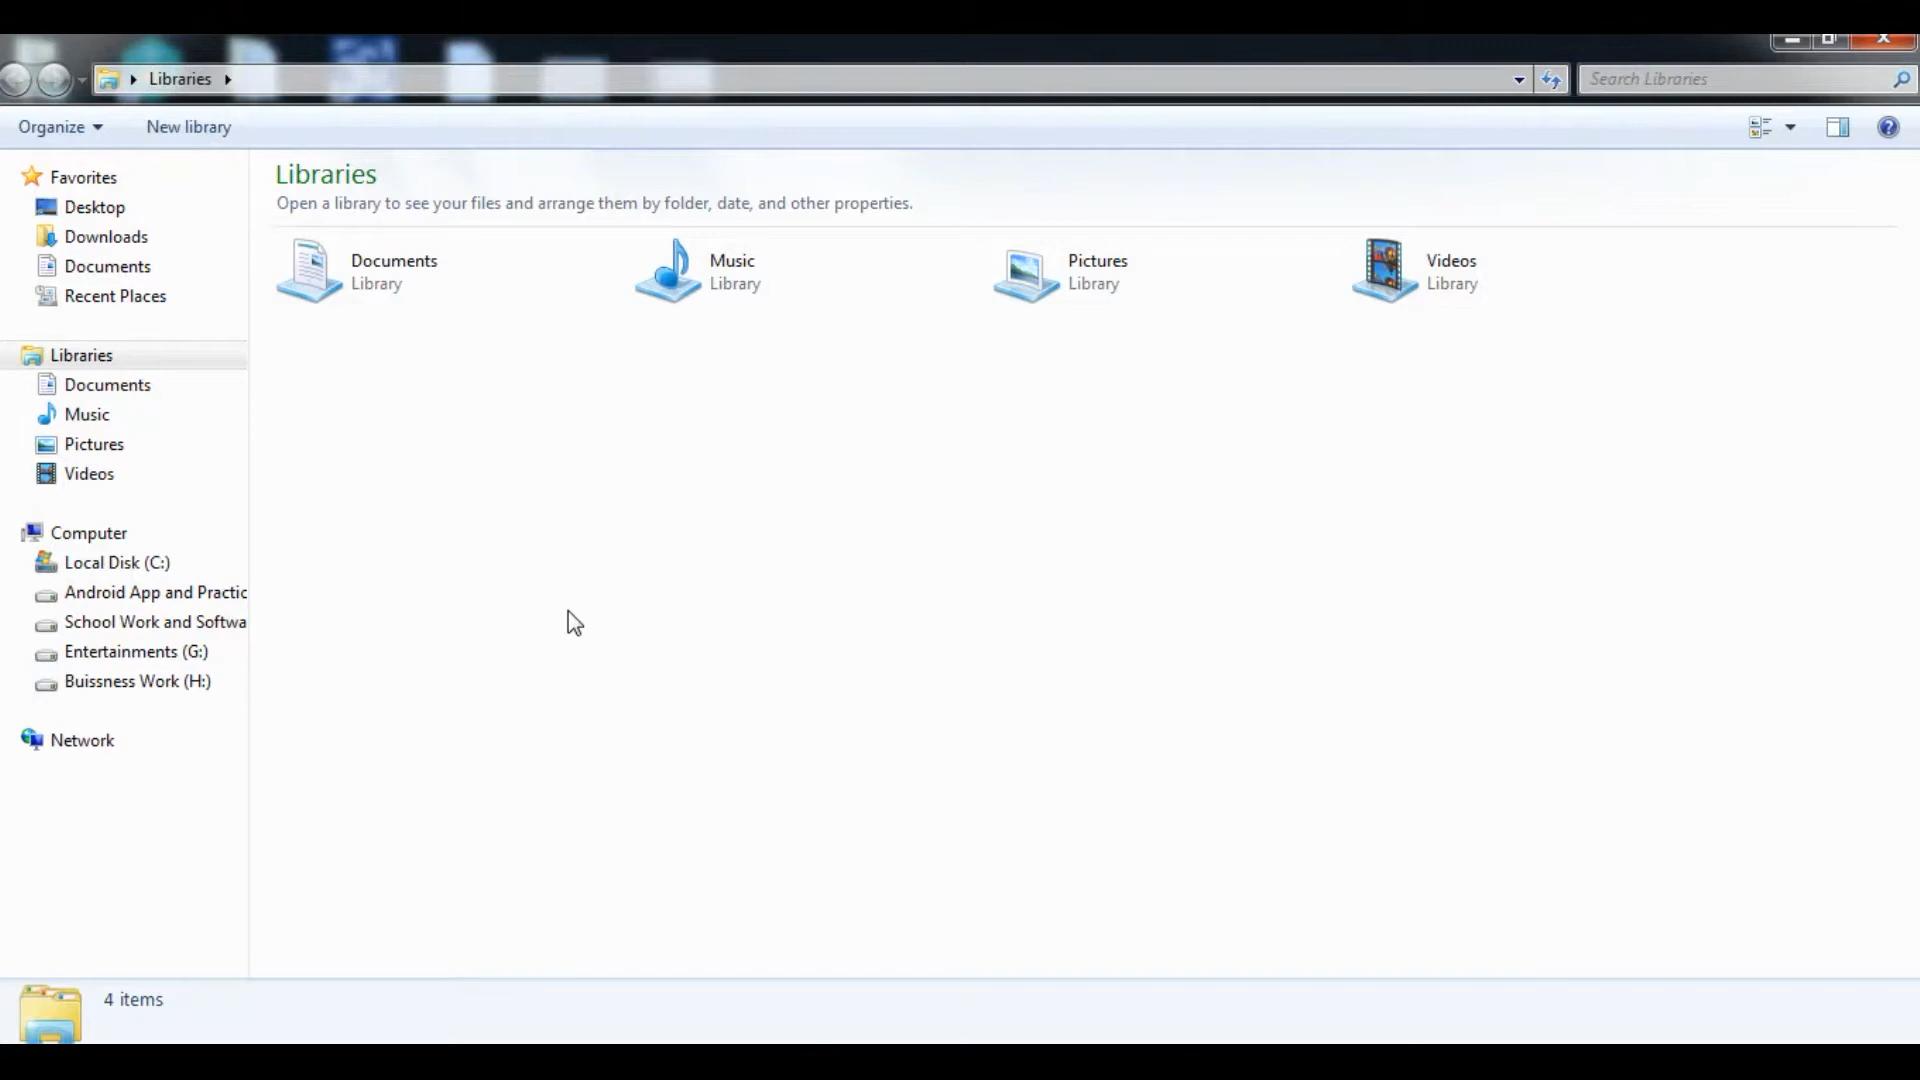 Libraries
Search Libraries
Organize
New library
Favorites
Desktop
Downloads
Documents
Recent Places
Libraries
Documents
Music
Pictures
Videos
Computer
Local Disk (C:)
Android App and Practic
School Work and Softwa
Entertainments (G:)
Buissness Work (H:)
Network
Libraries
Open a library to see your files and arrange them by folder, date, and other properties.
Documents
Library
Music
Library
Pictures
Library
Videos
Library
4 items